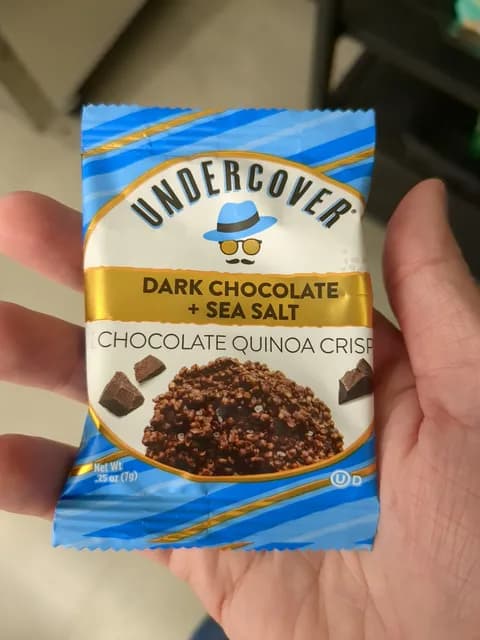 UNDERCOVER
DARK CHOCOLATE
+ SEA SALT
CHOCOLATE QUINOA CRISP
Net Wt
.25 oz (7g)
U D